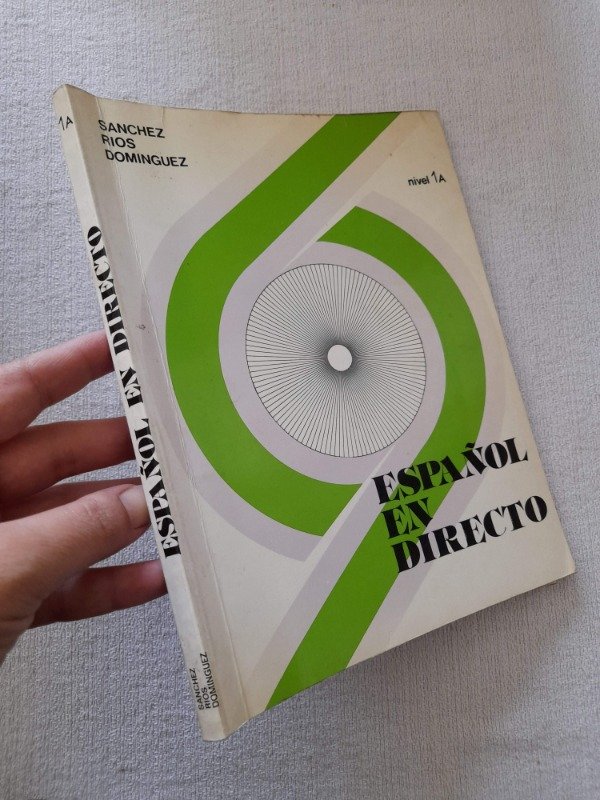 SANCHEZ
RIOS
DOMINGUEZ
nivel 1A
ESPAÑOL
EN
DIRECTO
1A
ESPAÑOL EN DIRECTO
SANCHEZ
RIOS
DOMINGUEZ